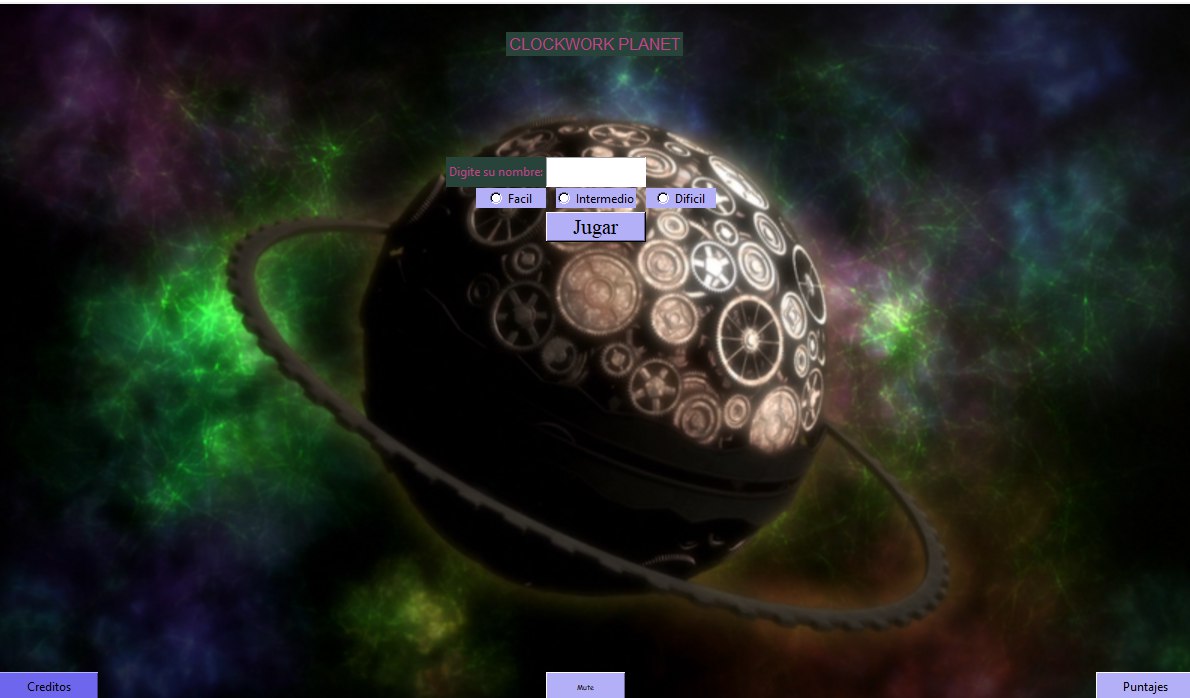 CLOCKWORK PLANET
Digite su nombre:
Facil Intermedio Dificil
Jugar
Creditos Mute Puntajes